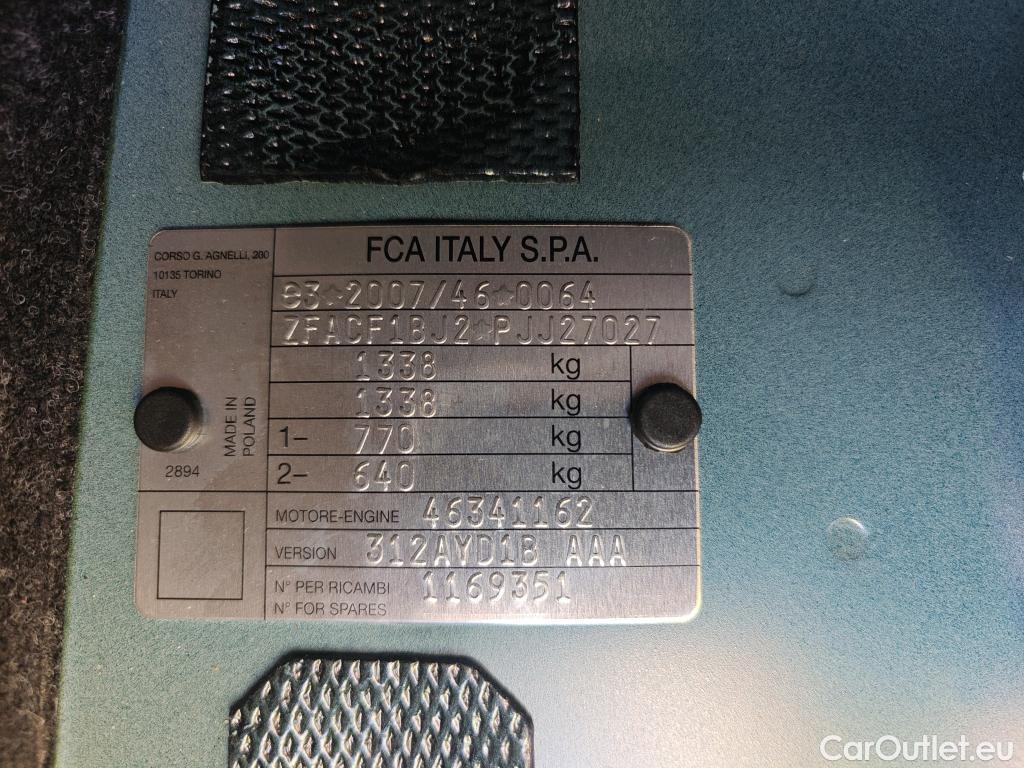 FCA ITALY S.P.A.
CORSO G. AGNELLI, 200
10135 TORINO
ITALY
e3*2007/46*0064
ZFACF1BJ2*PJJ27027
1338 kg
1338 kg
1– 770 kg
2– 640 kg
MADE IN
POLAND
2894
MOTORE-ENGINE 46341162
VERSION 312AYD1B AAA
N° PER RICAMBI 1169351
N° FOR SPARES
CarOutlet.eu